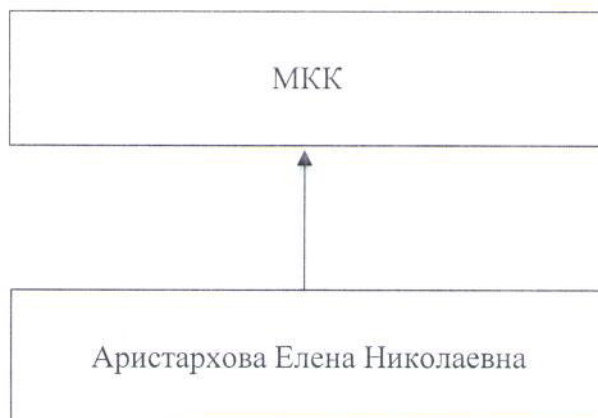 МКК
Аристархова Елена Николаевна